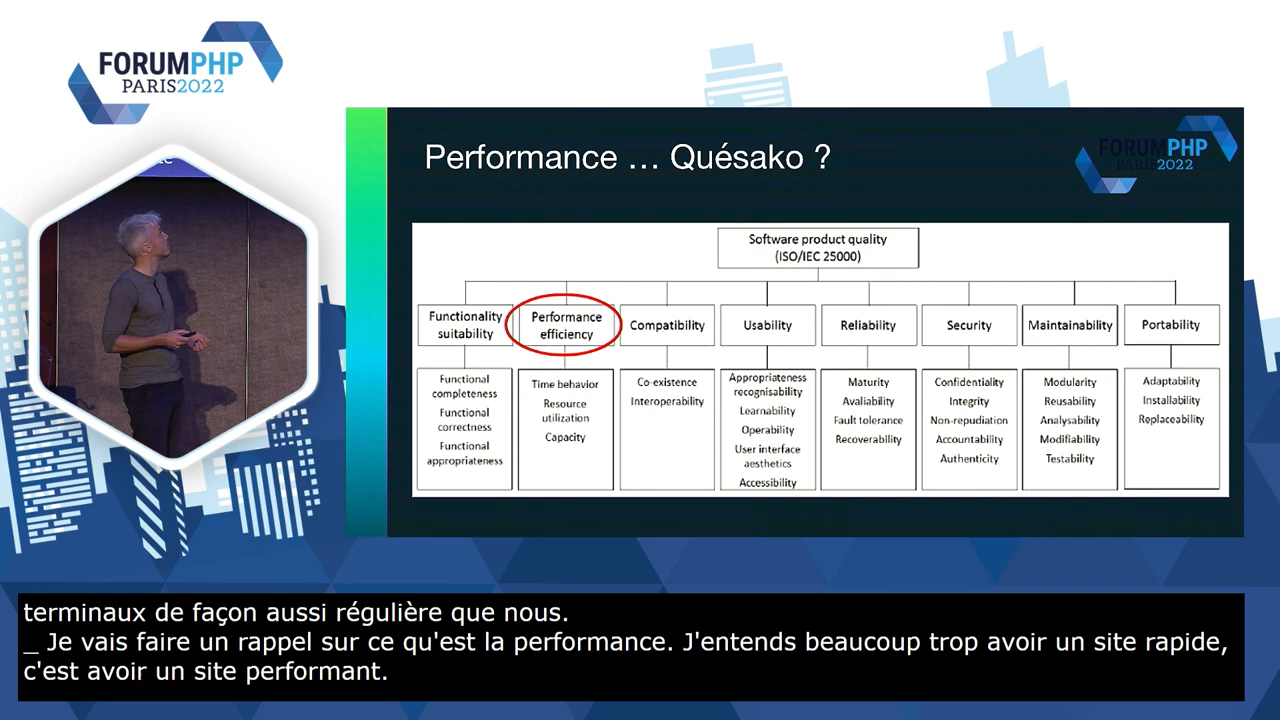 FORUMPHP
PARIS2022
Performance … Quésako ?
FORUMPHP
PARIS2022
Software product quality
(ISO/IEC 25000)
Functionality
suitability
Performance
efficiency
Compatibility
Usability
Reliability
Security
Maintainability
Portability
Functional
completeness
Functional
correctness
Functional
appropriateness
Time behavior
Resource
utilization
Capacity
Co-existence
Interoperability
Appropriateness
recognisability
Learnability
Operability
User interface
aesthetics
Accessibility
Maturity
Avaliability
Fault tolerance
Recoverability
Confidentiality
Integrity
Non-repudiation
Accountability
Authenticity
Modularity
Reusability
Analysability
Modifiability
Testability
Adaptability
Installability
Replaceability
terminaux de façon aussi régulière que nous.
_ Je vais faire un rappel sur ce qu'est la performance. J'entends beaucoup trop avoir un site rapide,
c'est avoir un site performant.